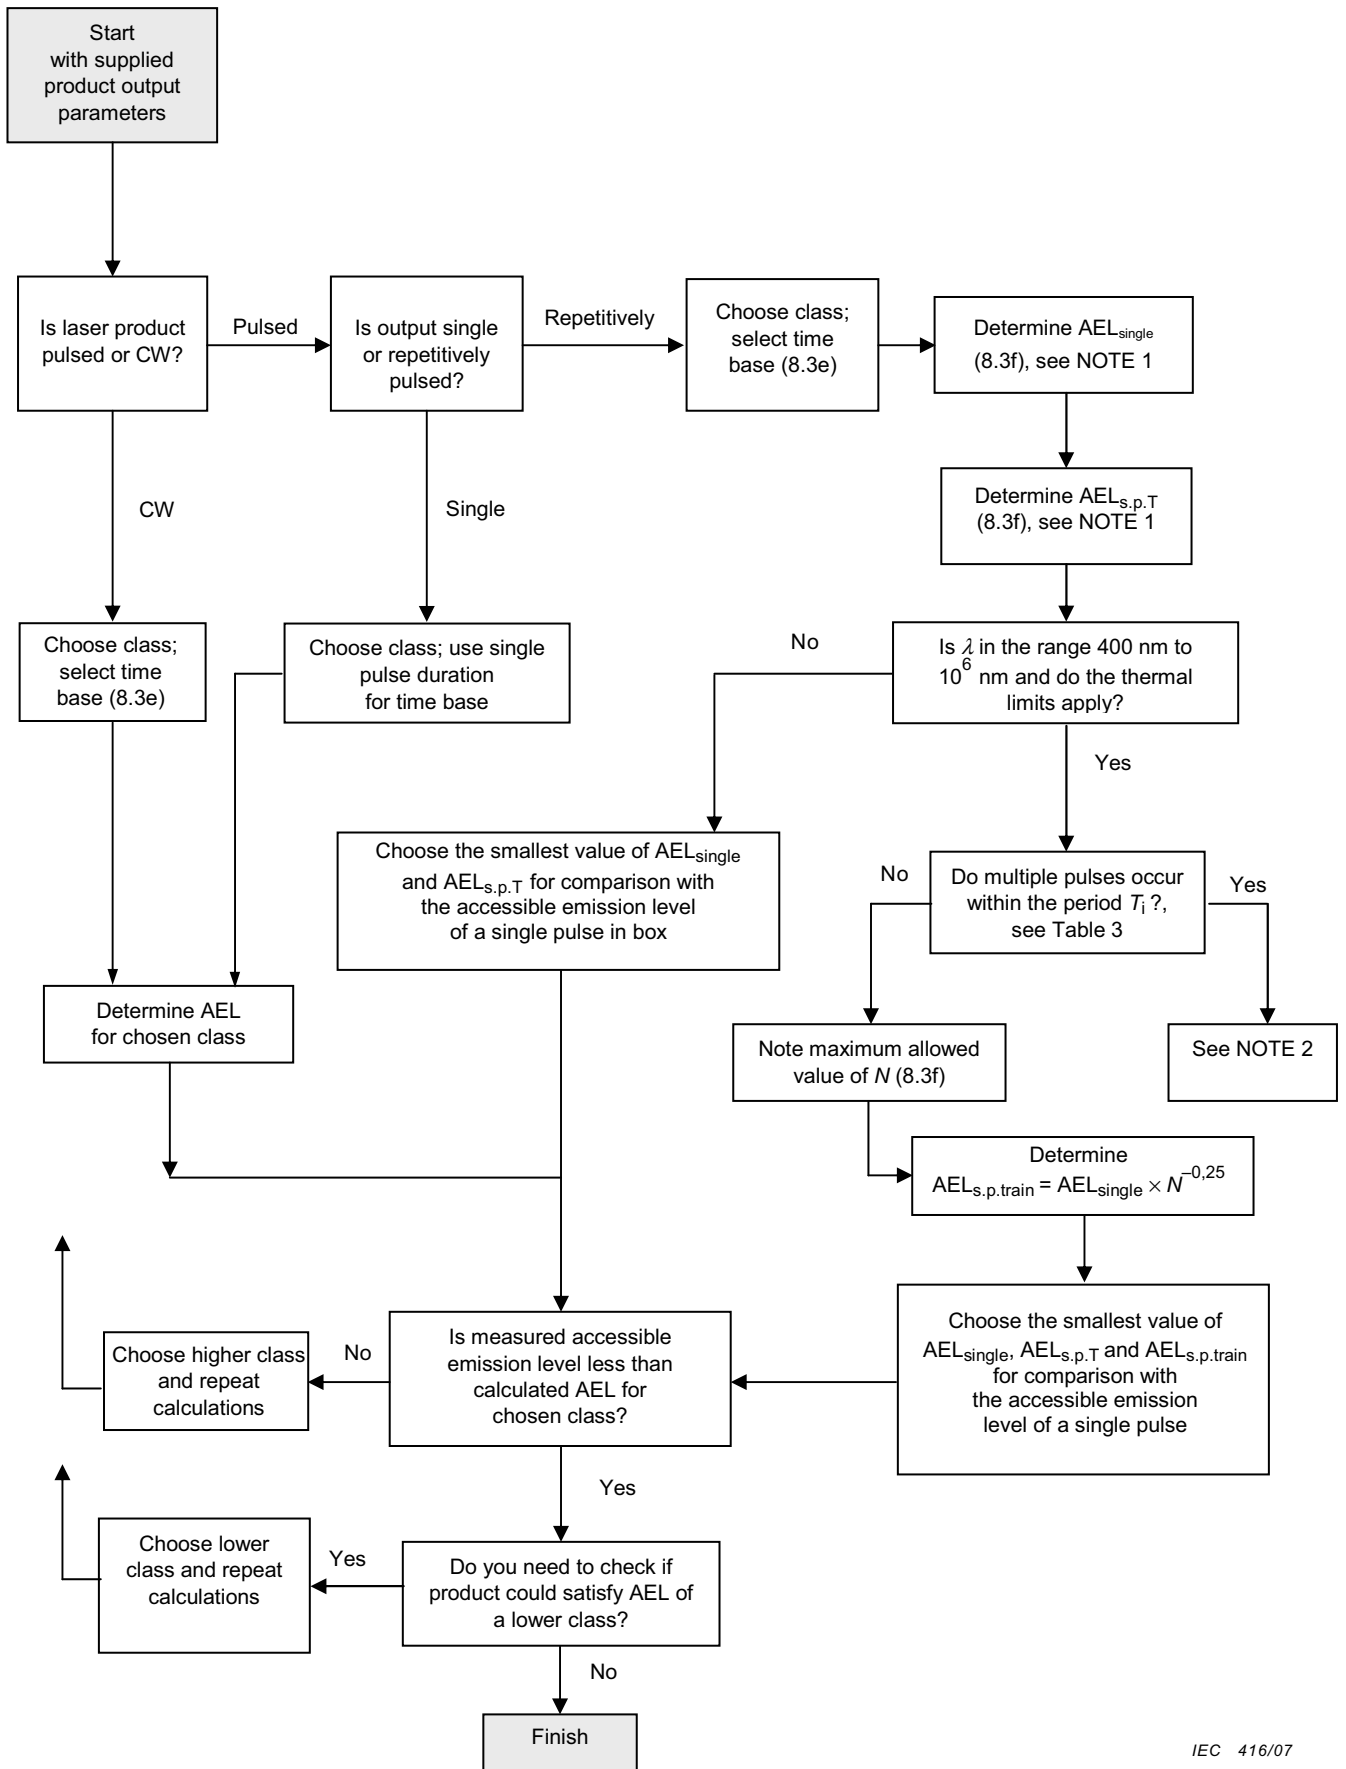 Start
with supplied
product output
parameters
Is laser product
pulsed or CW?
Pulsed
Is output single
or repetitively
pulsed?
Repetitively
Choose class;
select time
base (8.3e)
Determine AELsingle
(8.3f), see NOTE 1
Determine AELs.p.T
(8.3f), see NOTE 1
CW
Single
Choose class;
select time
base (8.3e)
Choose class; use single
pulse duration
for time base
No
Is λ in the range 400 nm to
10^6 nm and do the thermal
limits apply?
Yes
Choose the smallest value of AELsingle
and AELs.p.T for comparison with
the accessible emission level
of a single pulse in box
No
Do multiple pulses occur
within the period Ti ?,
see Table 3
Yes
Determine AEL
for chosen class
Note maximum allowed
value of N (8.3f)
See NOTE 2
Determine
AELs.p.train = AELsingle × N^–0,25
Choose higher class
and repeat
calculations
No
Is measured accessible
emission level less than
calculated AEL for
chosen class?
Choose the smallest value of
AELsingle, AELs.p.T and AELs.p.train
for comparison with
the accessible emission
level of a single pulse
Yes
Choose lower
class and repeat
calculations
Yes
Do you need to check if
product could satisfy AEL of
a lower class?
No
Finish
IEC 416/07